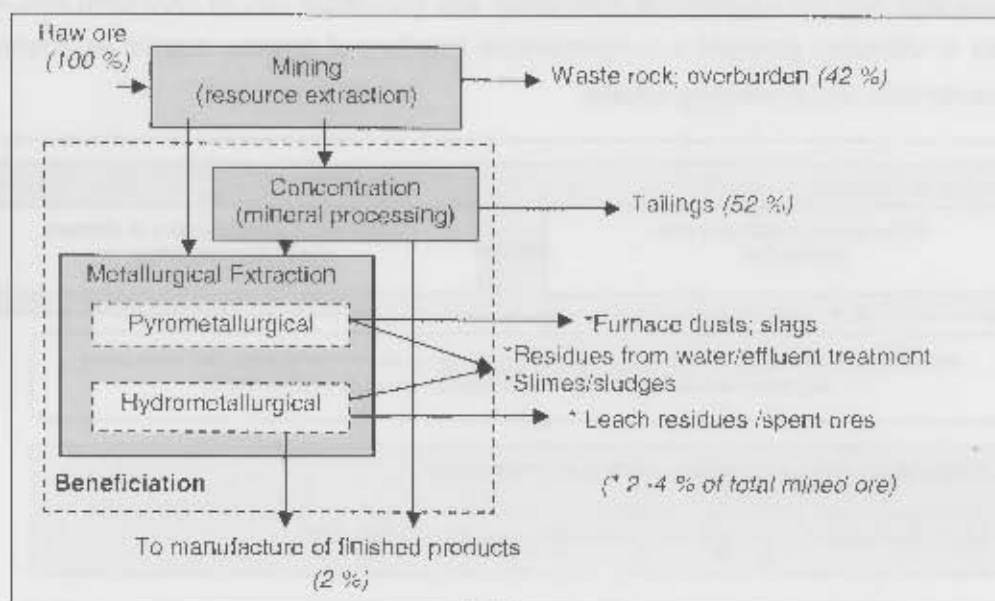 Raw ore
(100 %)
Mining
(resource extraction)
Waste rock; overburden (42 %)
Concentration
(mineral processing)
Tailings (52 %)
Metallurgical Extraction
Pyrometallurgical
*Furnace dusts; slags
*Residues from water/effluent treatment
*Slimes/sludges
Hydrometallurgical
* Leach residues /spent ores
Beneficiation
(* 2 -4 % of total mined ore)
To manufacture of finished products
(2 %)